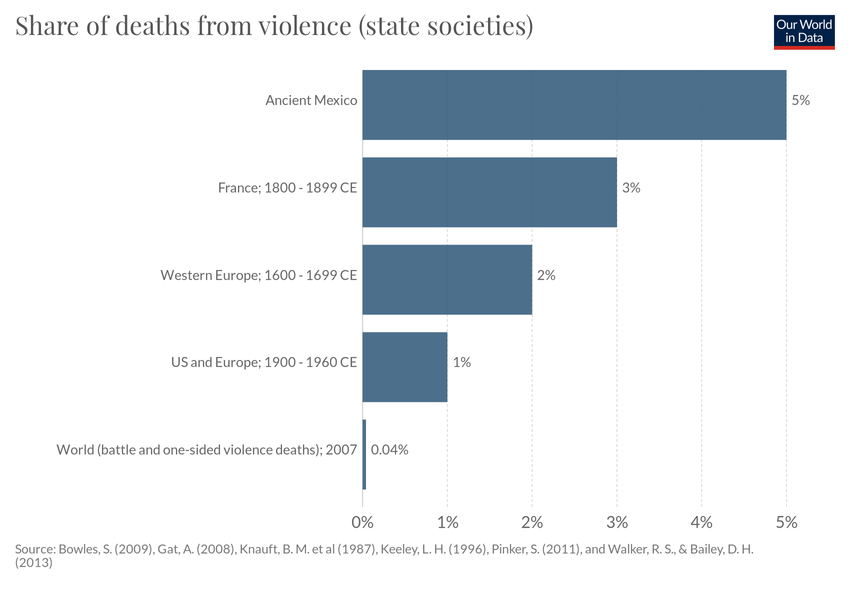 Share of deaths from violence (state societies)
Our World
in Data
Ancient Mexico
5%
France; 1800 - 1899 CE
3%
Western Europe; 1600 - 1699 CE
2%
US and Europe; 1900 - 1960 CE
1%
World (battle and one-sided violence deaths); 2007
0.04%
0% 1% 2% 3% 4% 5%
Source: Bowles, S. (2009), Gat, A. (2008), Knauft, B. M. et al (1987), Keeley, L. H. (1996), Pinker, S. (2011), and Walker, R. S., & Bailey, D. H.
(2013)